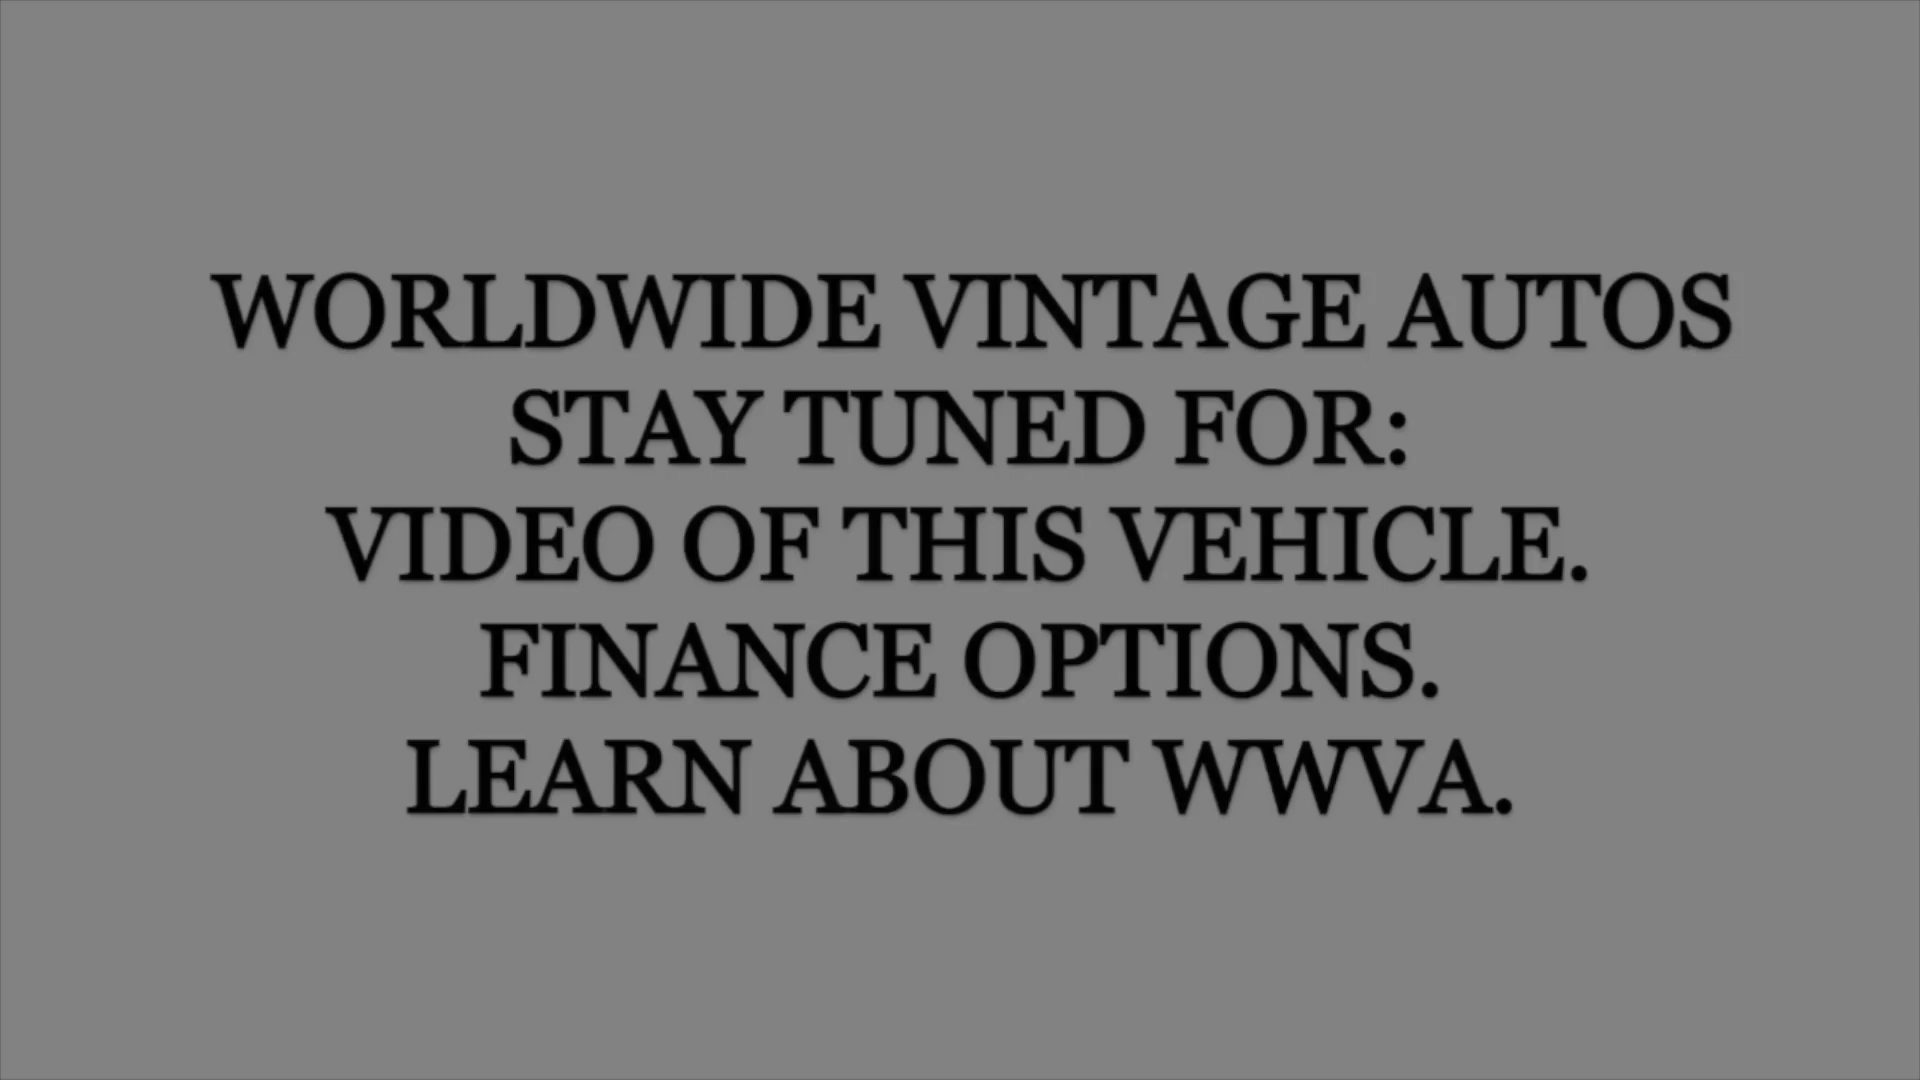 WORLDWIDE VINTAGE AUTOS
STAY TUNED FOR:
VIDEO OF THIS VEHICLE.
FINANCE OPTIONS.
LEARN ABOUT WWVA.